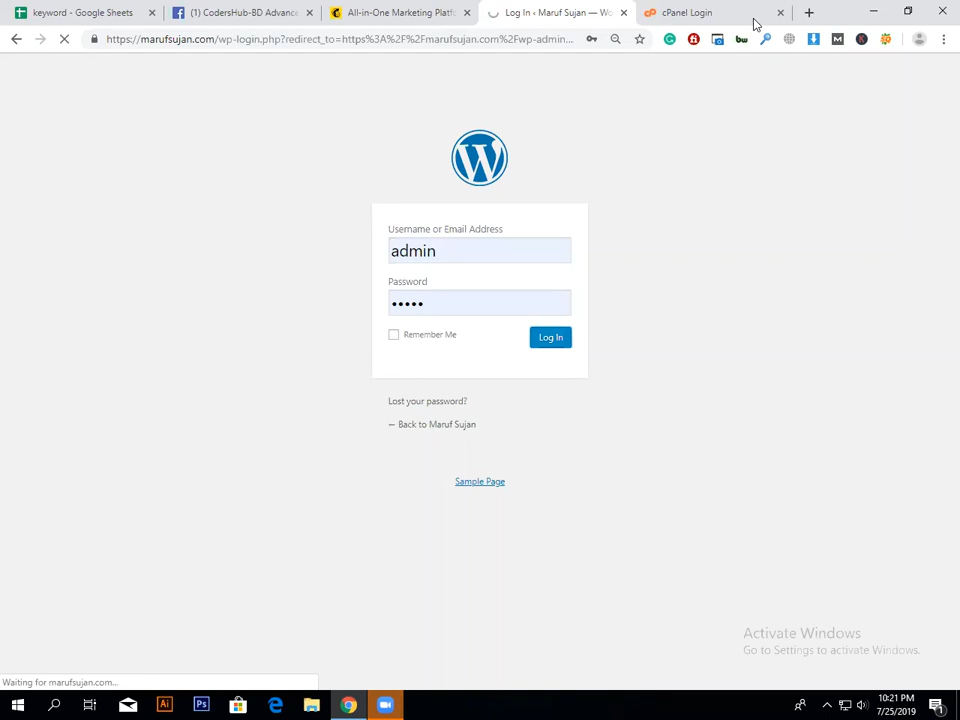 keyword - Google Sheets
(1) CodersHub-BD Advance
All-in-One Marketing Platfo
Log In ‹ Maruf Sujan — Wo
cPanel Login
https://marufsujan.com/wp-login.php?redirect_to=https%3A%2F%2Fmarufsujan.com%2Fwp-admin...
Username or Email Address
admin
Password
•••••
Remember Me
Log In
Lost your password?
← Back to Maruf Sujan
Sample Page
Activate Windows
Go to Settings to activate Windows.
Waiting for marufsujan.com...
10:21 PM
7/25/2019